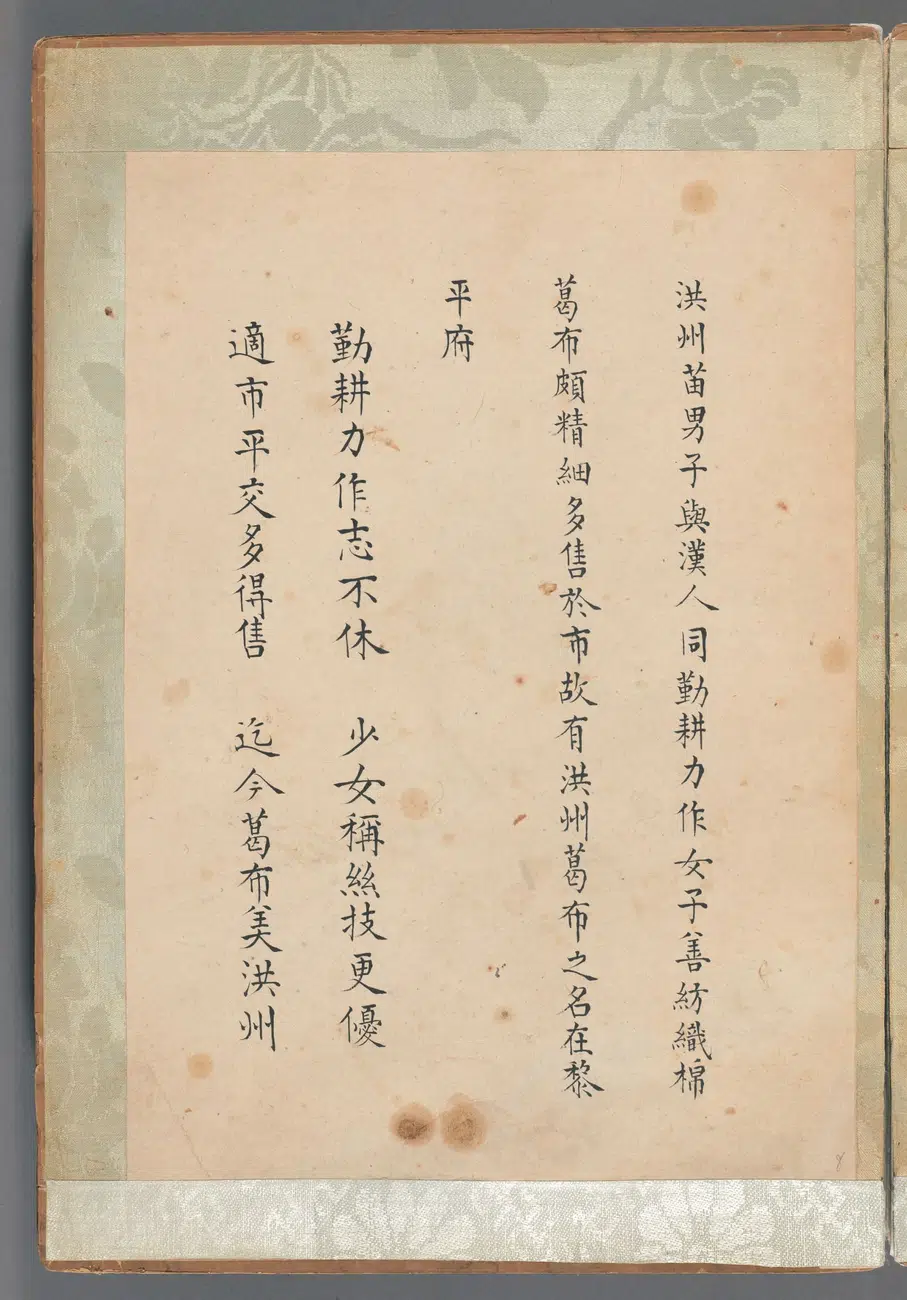 洪州苗男子與漢人同勤耕力作女子善紡織棉
葛布頗精細多售於市故有洪州葛布之名在黎
平府
勤耕力作志不休 少女稱絲技更優
適市平交多得售 迄今葛布美洪州